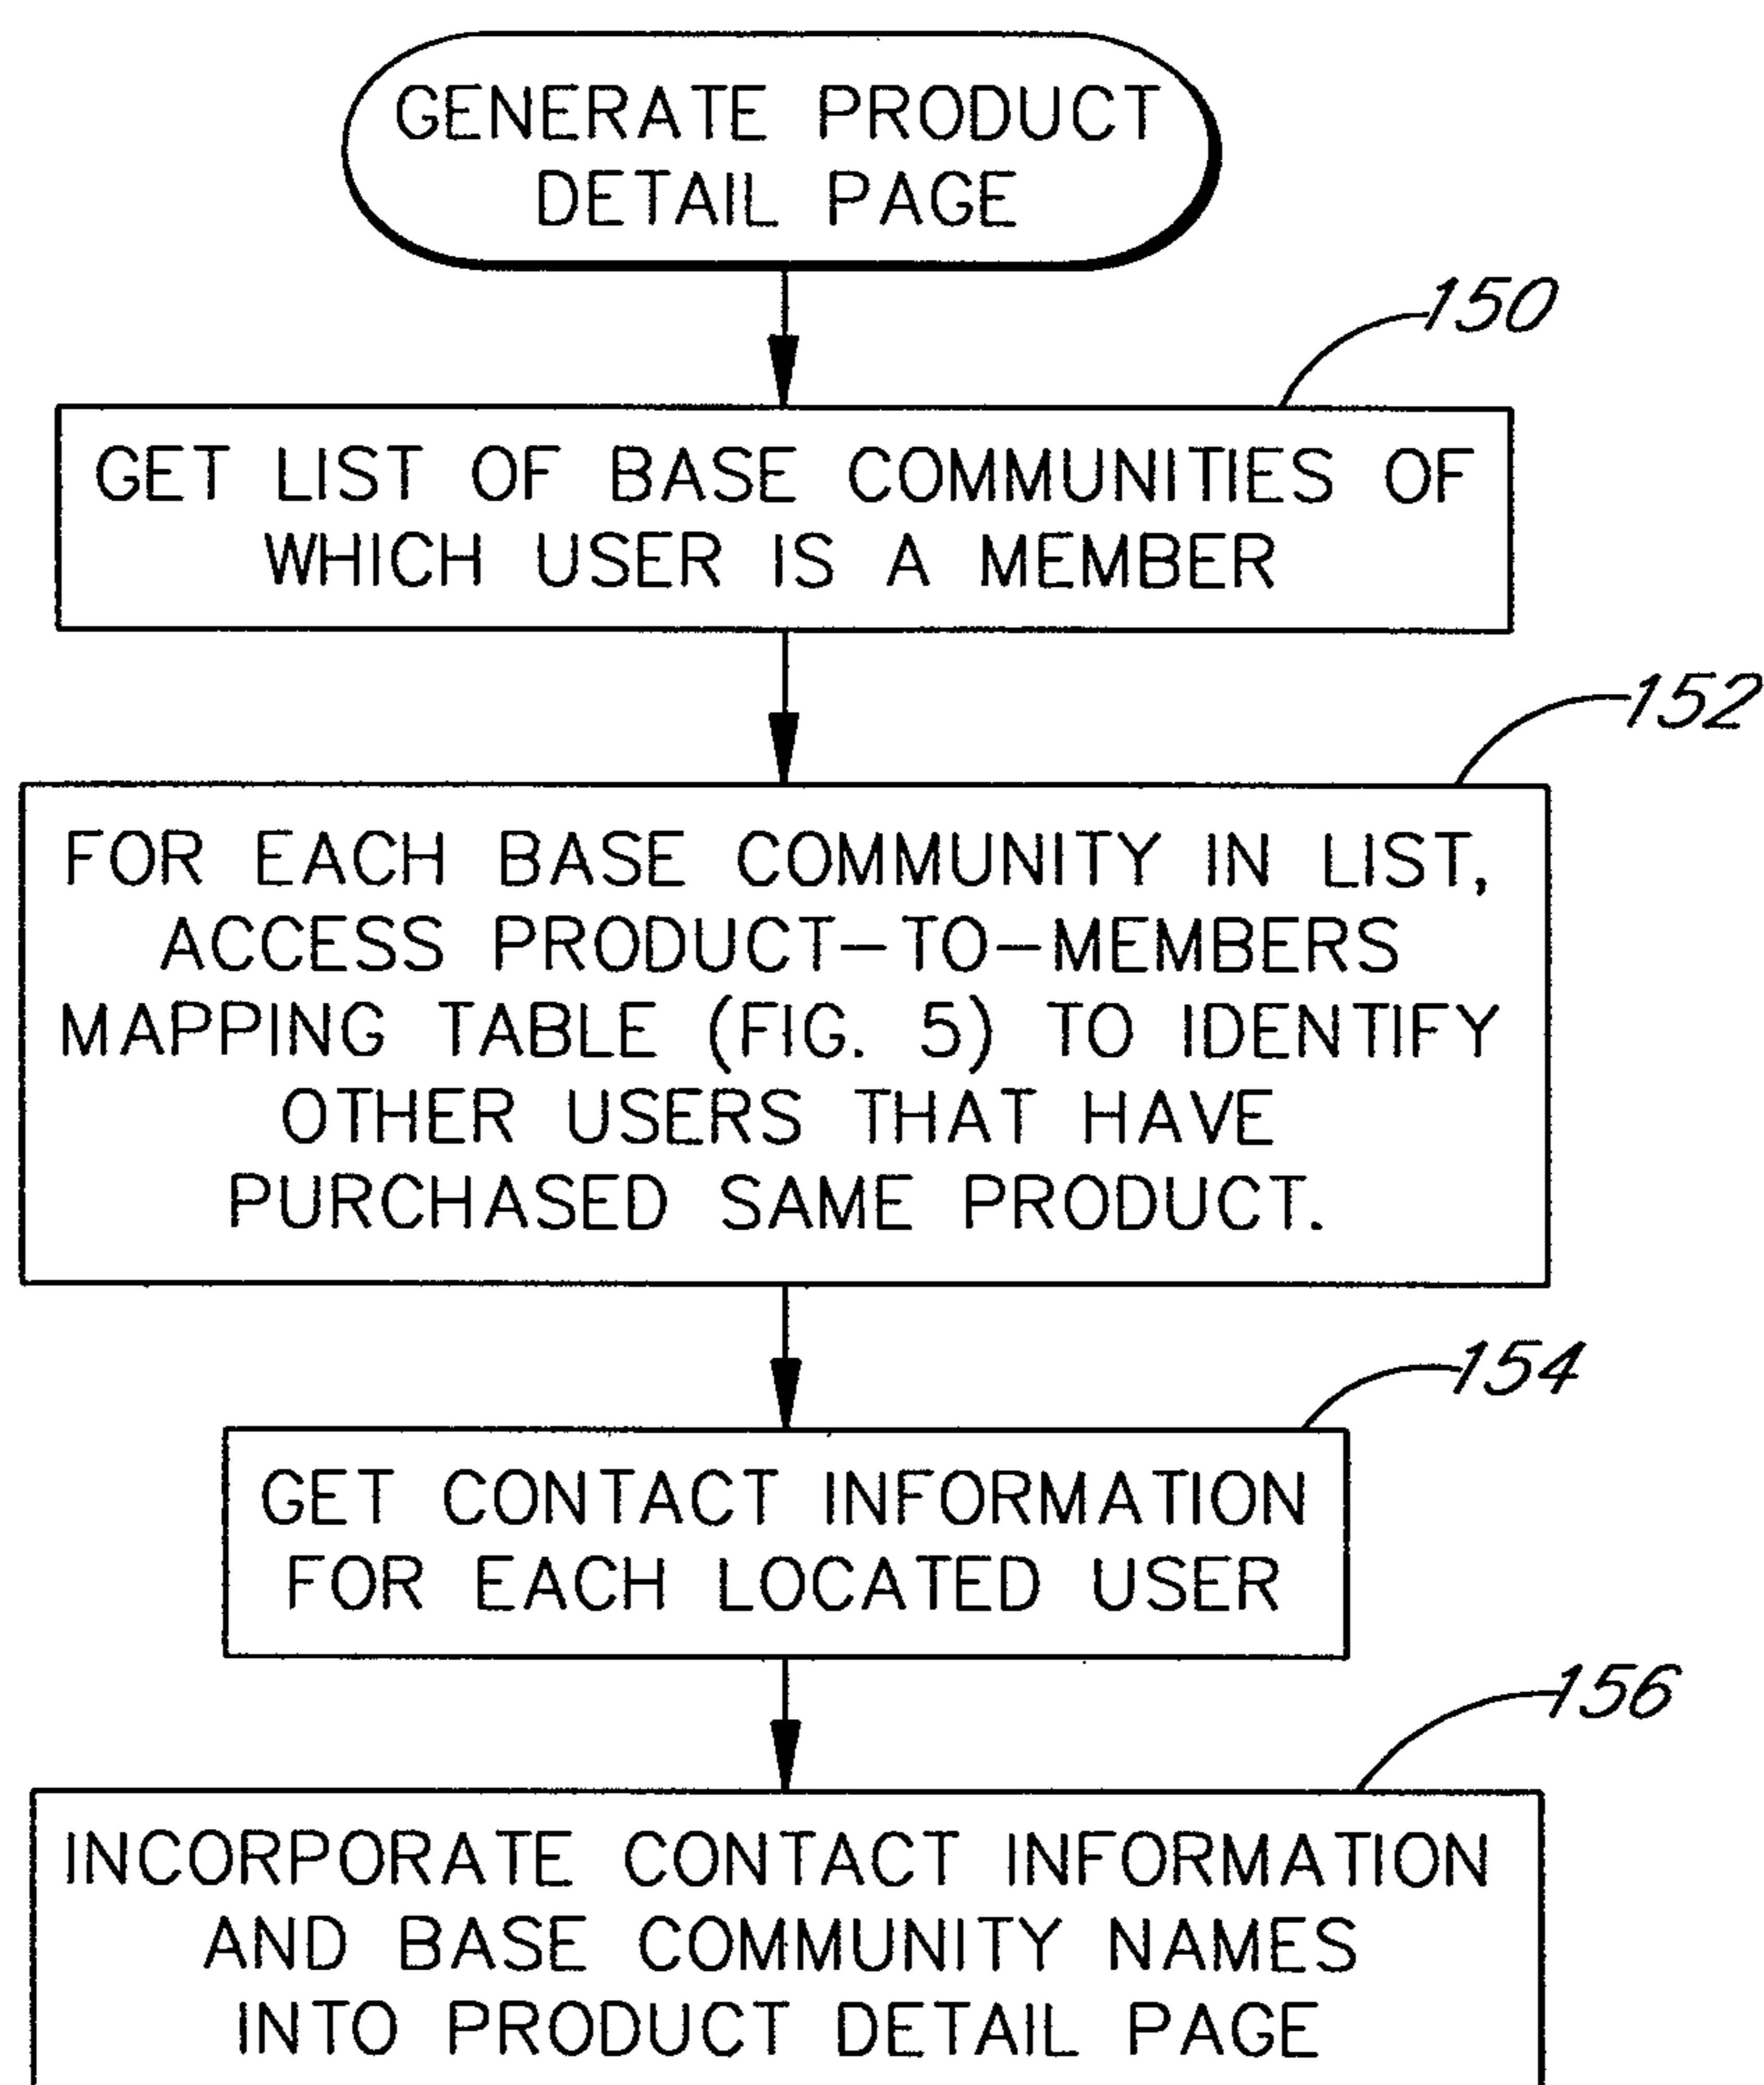 GENERATE PRODUCT
DETAIL PAGE
150
GET LIST OF BASE COMMUNITIES OF
WHICH USER IS A MEMBER
152
FOR EACH BASE COMMUNITY IN LIST,
ACCESS PRODUCT-TO-MEMBERS
MAPPING TABLE (FIG. 5) TO IDENTIFY
OTHER USERS THAT HAVE
PURCHASED SAME PRODUCT.
154
GET CONTACT INFORMATION
FOR EACH LOCATED USER
156
INCORPORATE CONTACT INFORMATION
AND BASE COMMUNITY NAMES
INTO PRODUCT DETAIL PAGE